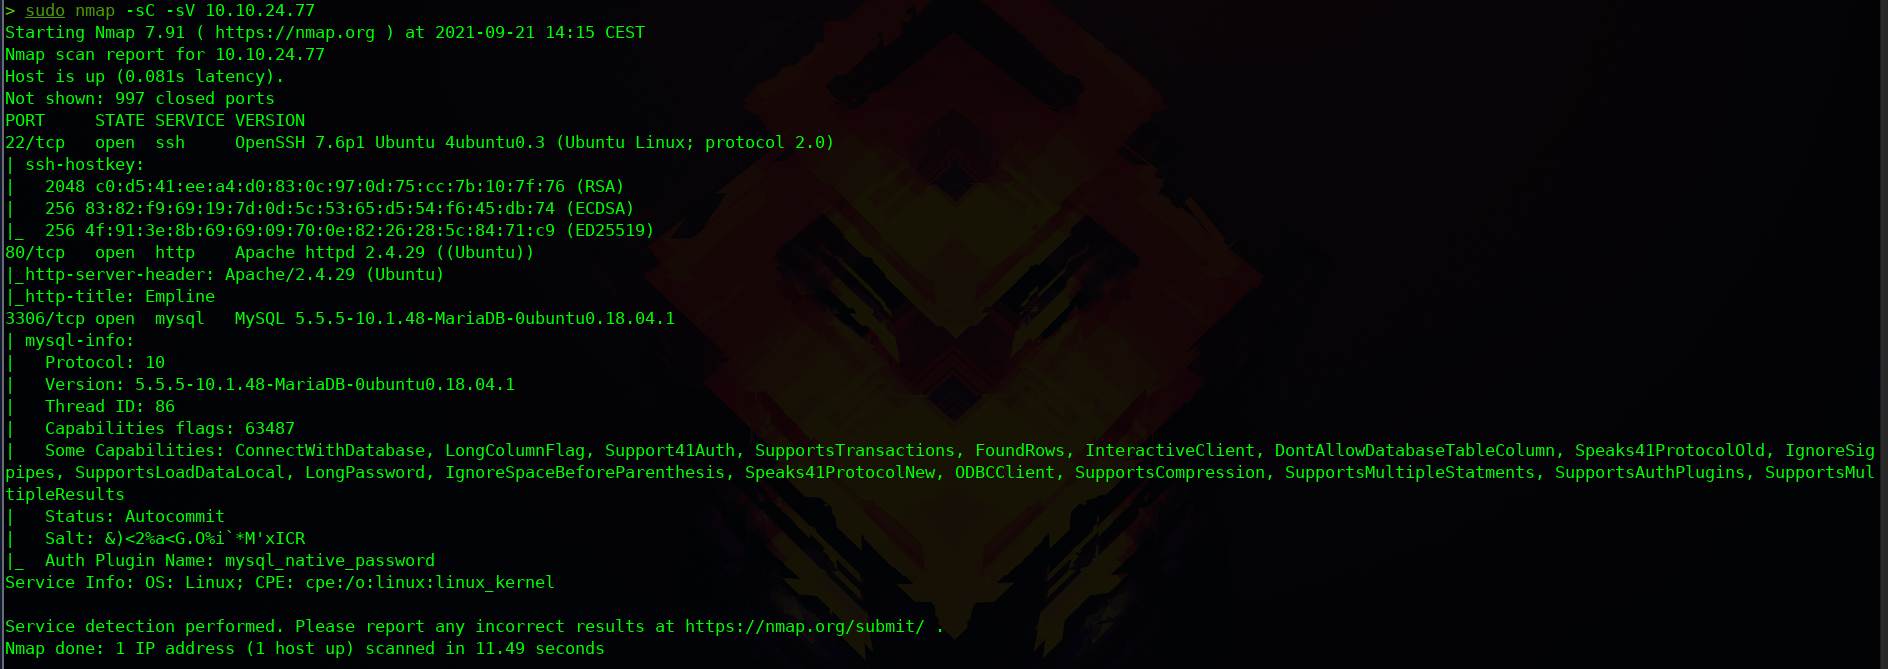 > sudo nmap -sC -sV 10.10.24.77
Starting Nmap 7.91 ( https://nmap.org ) at 2021-09-21 14:15 CEST
Nmap scan report for 10.10.24.77
Host is up (0.081s latency).
Not shown: 997 closed ports
PORT     STATE SERVICE VERSION
22/tcp   open  ssh     OpenSSH 7.6p1 Ubuntu 4ubuntu0.3 (Ubuntu Linux; protocol 2.0)
| ssh-hostkey:
|   2048 c0:d5:41:ee:a4:d0:83:0c:97:0d:75:cc:7b:10:7f:76 (RSA)
|   256 83:82:f9:69:19:7d:0d:5c:53:65:d5:54:f6:45:db:74 (ECDSA)
|_  256 4f:91:3e:8b:69:69:09:70:0e:82:26:28:5c:84:71:c9 (ED25519)
80/tcp   open  http    Apache httpd 2.4.29 ((Ubuntu))
|_http-server-header: Apache/2.4.29 (Ubuntu)
|_http-title: Empline
3306/tcp open  mysql   MySQL 5.5.5-10.1.48-MariaDB-0ubuntu0.18.04.1
| mysql-info:
|   Protocol: 10
|   Version: 5.5.5-10.1.48-MariaDB-0ubuntu0.18.04.1
|   Thread ID: 86
|   Capabilities flags: 63487
|   Some Capabilities: ConnectWithDatabase, LongColumnFlag, Support41Auth, SupportsTransactions, FoundRows, InteractiveClient, DontAllowDatabaseTableColumn, Speaks41ProtocolOld, IgnoreSig
pipes, SupportsLoadDataLocal, LongPassword, IgnoreSpaceBeforeParenthesis, Speaks41ProtocolNew, ODBCClient, SupportsCompression, SupportsMultipleStatments, SupportsAuthPlugins, SupportsMul
tipleResults
|   Status: Autocommit
|   Salt: &)<2%a<G.O%i`*M'xICR
|_  Auth Plugin Name: mysql_native_password
Service Info: OS: Linux; CPE: cpe:/o:linux:linux_kernel

Service detection performed. Please report any incorrect results at https://nmap.org/submit/ .
Nmap done: 1 IP address (1 host up) scanned in 11.49 seconds